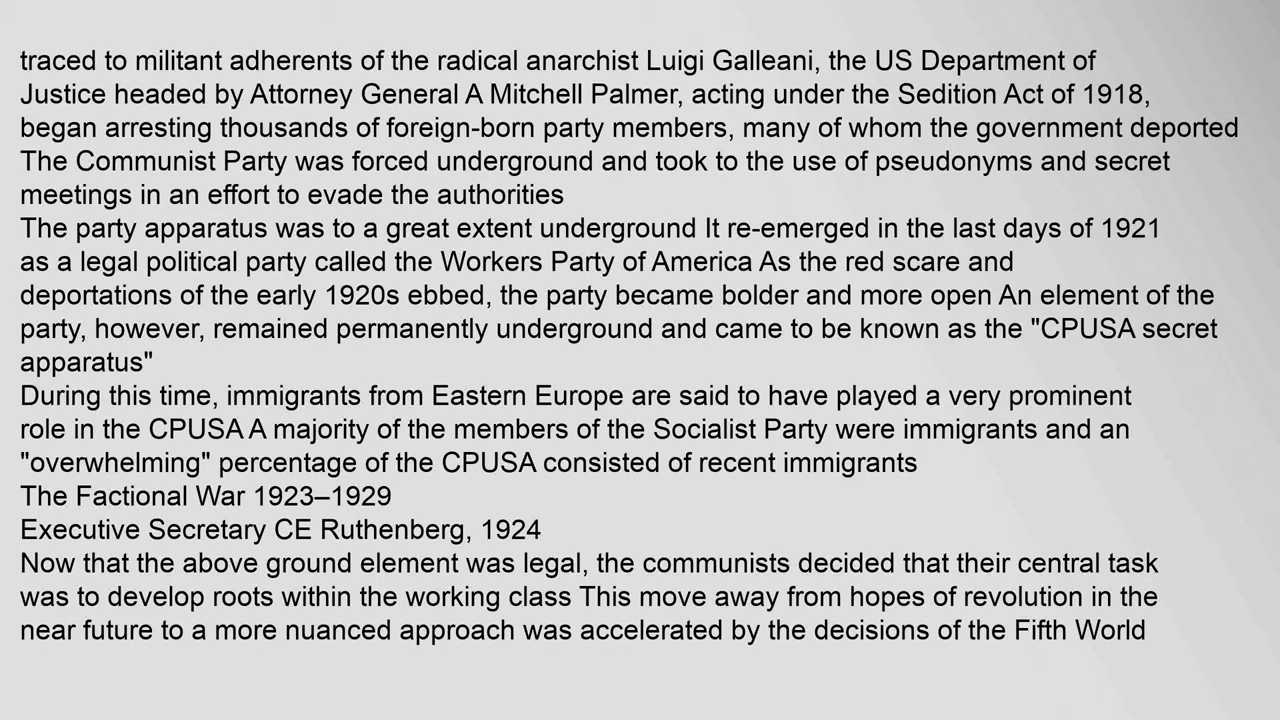 traced to militant adherents of the radical anarchist Luigi Galleani, the US Department of
Justice headed by Attorney General A Mitchell Palmer, acting under the Sedition Act of 1918,
began arresting thousands of foreign-born party members, many of whom the government deported
The Communist Party was forced underground and took to the use of pseudonyms and secret
meetings in an effort to evade the authorities
The party apparatus was to a great extent underground It re-emerged in the last days of 1921
as a legal political party called the Workers Party of America As the red scare and
deportations of the early 1920s ebbed, the party became bolder and more open An element of the
party, however, remained permanently underground and came to be known as the "CPUSA secret
apparatus"
During this time, immigrants from Eastern Europe are said to have played a very prominent
role in the CPUSA A majority of the members of the Socialist Party were immigrants and an
"overwhelming" percentage of the CPUSA consisted of recent immigrants
The Factional War 1923–1929
Executive Secretary CE Ruthenberg, 1924
Now that the above ground element was legal, the communists decided that their central task
was to develop roots within the working class This move away from hopes of revolution in the
near future to a more nuanced approach was accelerated by the decisions of the Fifth World